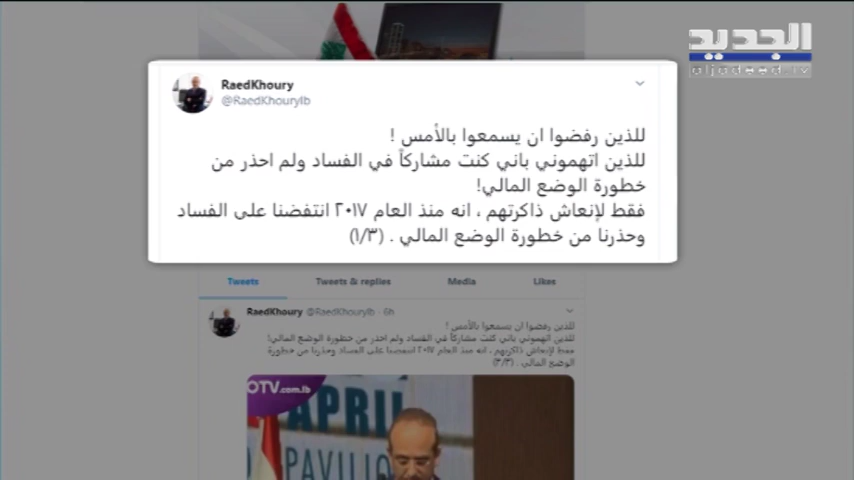 الجديد
aljadeed.tv
RaedKhoury
@RaedKhourylb
للذين رفضوا ان يسمعوا بالأمس !
للذين اتهموني باني كنت مشاركاً في الفساد ولم احذر من
خطورة الوضع المالي!
فقط لإنعاش ذاكرتهم ، انه منذ العام ٢٠١٧ انتفضنا على الفساد
وحذرنا من خطورة الوضع المالي . (١/٣)
Tweets Tweets & replies Media Likes
RaedKhoury @RaedKhourylb · 6h
للذين رفضوا ان يسمعوا بالأمس !
للذين اتهموني باني كنت مشاركاً في الفساد ولم احذر من خطورة الوضع المالي!
فقط لإنعاش ذاكرتهم ، انه منذ العام ٢٠١٧ انتفضنا على الفساد وحذرنا من خطورة
الوضع المالي .
OTV.com.lb
APRIL
PAVILIO